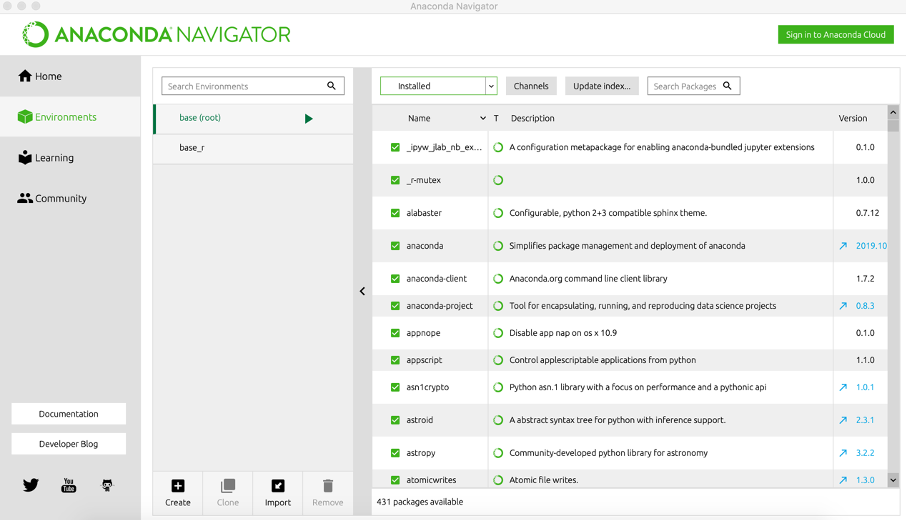 Anaconda Navigator
ANACONDA NAVIGATOR
Sign in to Anaconda Cloud
Home
Environments
Learning
Community
Documentation
Developer Blog
You Tube
Search Environments
base (root)
base_r
Create
Clone
Import
Remove
Installed
Channels
Update index...
Search Packages
Name T Description Version
_ipyw_jlab_nb_ex... A configuration metapackage for enabling anaconda-bundled jupyter extensions 0.1.0
_r-mutex 1.0.0
alabaster Configurable, python 2+3 compatible sphinx theme. 0.7.12
anaconda Simplifies package management and deployment of anaconda 2019.10
anaconda-client Anaconda.org command line client library 1.7.2
anaconda-project Tool for encapsulating, running, and reproducing data science projects 0.8.3
appnope Disable app nap on os x 10.9 0.1.0
appscript Control applescriptable applications from python 1.1.0
asn1crypto Python asn.1 library with a focus on performance and a pythonic api 1.0.1
astroid A abstract syntax tree for python with inference support. 2.3.1
astropy Community-developed python library for astronomy 3.2.2
atomicwrites Atomic file writes. 1.3.0
431 packages available